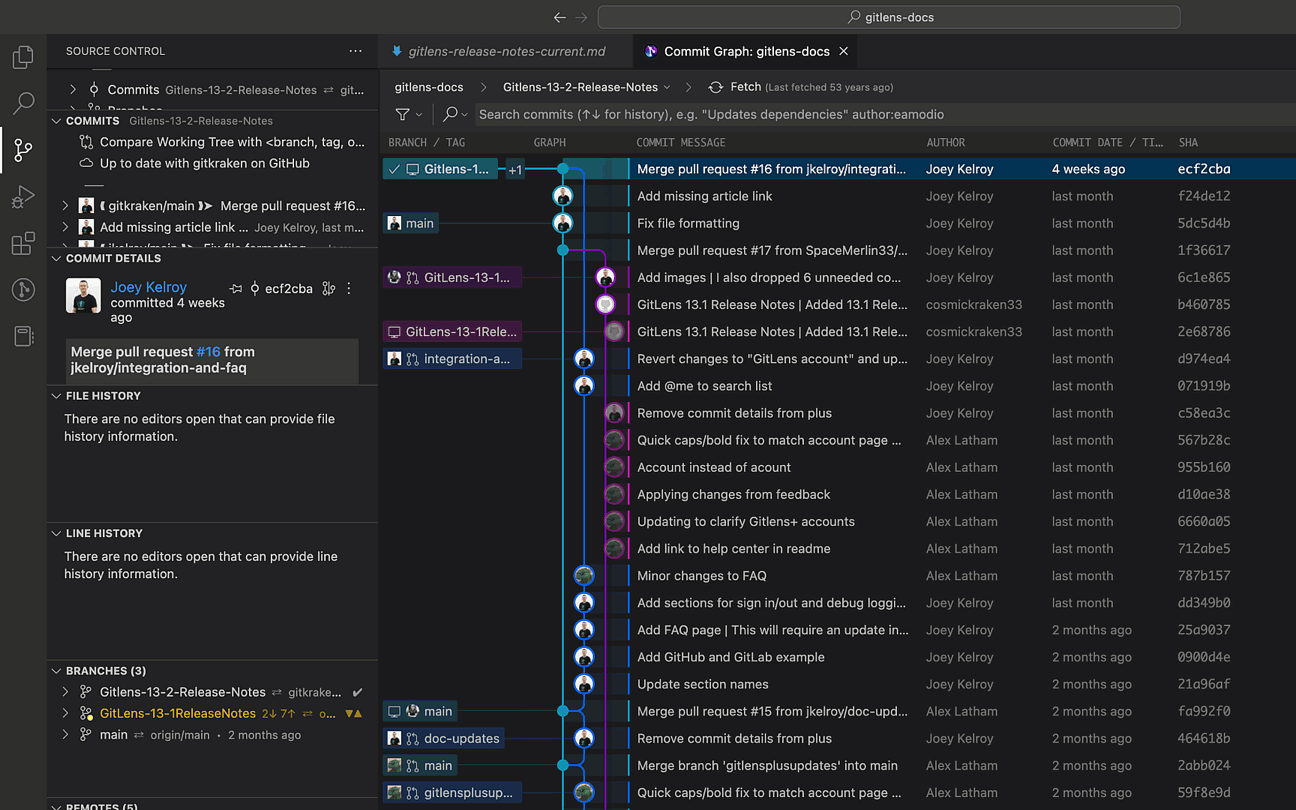 gitlens-docs
SOURCE CONTROL
Commits Gitlens-13-2-Release-Notes ⇄ git...
COMMITS Gitlens-13-2-Release-Notes
Compare Working Tree with <branch, tag, o...
Up to date with gitkraken on GitHub
gitkraken/main Merge pull request #16...
Add missing article link ... Joey Kelroy, last m...
COMMIT DETAILS
Joey Kelroy ecf2cba
committed 4 weeks
ago
Merge pull request #16 from
jkelroy/integration-and-faq
FILE HISTORY
There are no editors open that can provide file
history information.
LINE HISTORY
There are no editors open that can provide line
history information.
BRANCHES (3)
Gitlens-13-2-Release-Notes ⇄ gitkrake... ✔
GitLens-13-1ReleaseNotes 2↓ 7↑ ⇄ o... ▼▲
main ⇄ origin/main • 2 months ago
REMOTES (5)
gitlens-release-notes-current.md
Commit Graph: gitlens-docs
gitlens-docs > Gitlens-13-2-Release-Notes > Fetch (Last fetched 53 years ago)
Search commits (↑↓ for history), e.g. "Updates dependencies" author:eamodio
BRANCH / TAG GRAPH COMMIT MESSAGE AUTHOR COMMIT DATE / TI... SHA
Gitlens-1... +1 Merge pull request #16 from jkelroy/integrati... Joey Kelroy 4 weeks ago ecf2cba
Add missing article link Joey Kelroy last month f24de12
main Fix file formatting Joey Kelroy last month 5dc5d4b
Merge pull request #17 from SpaceMerlin33/... Joey Kelroy last month 1f36617
GitLens-13-1... Add images | I also dropped 6 unneeded co... Joey Kelroy last month 6c1e865
GitLens 13.1 Release Notes | Added 13.1 Rele... cosmickraken33 last month b460785
GitLens-13-1Rele... GitLens 13.1 Release Notes | Added 13.1 Rele... cosmickraken33 last month 2e68786
integration-a... Revert changes to "GitLens account" and up... Joey Kelroy last month d974ea4
Add @me to search list Joey Kelroy last month 071919b
Remove commit details from plus Joey Kelroy last month c58ea3c
Quick caps/bold fix to match account page ... Alex Latham last month 567b28c
Account instead of acount Alex Latham last month 955b160
Applying changes from feedback Alex Latham last month d10ae38
Updating to clarify Gitlens+ accounts Alex Latham last month 6660a05
Add link to help center in readme Alex Latham last month 712abe5
Minor changes to FAQ Alex Latham last month 787b157
Add sections for sign in/out and debug loggi... Joey Kelroy last month dd349b0
Add FAQ page | This will require an update in... Joey Kelroy 2 months ago 25a9037
Add GitHub and GitLab example Joey Kelroy 2 months ago 0900d4e
Update section names Joey Kelroy 2 months ago 21a96af
main Merge pull request #15 from jkelroy/doc-upd... Joey Kelroy 2 months ago fa992f0
doc-updates Remove commit details from plus Joey Kelroy 2 months ago 464618b
main Merge branch 'gitlensplusupdates' into main Alex Latham 2 months ago 2abb024
gitlensplusup... Quick caps/bold fix to match account page ... Alex Latham 2 months ago 59f8e9d